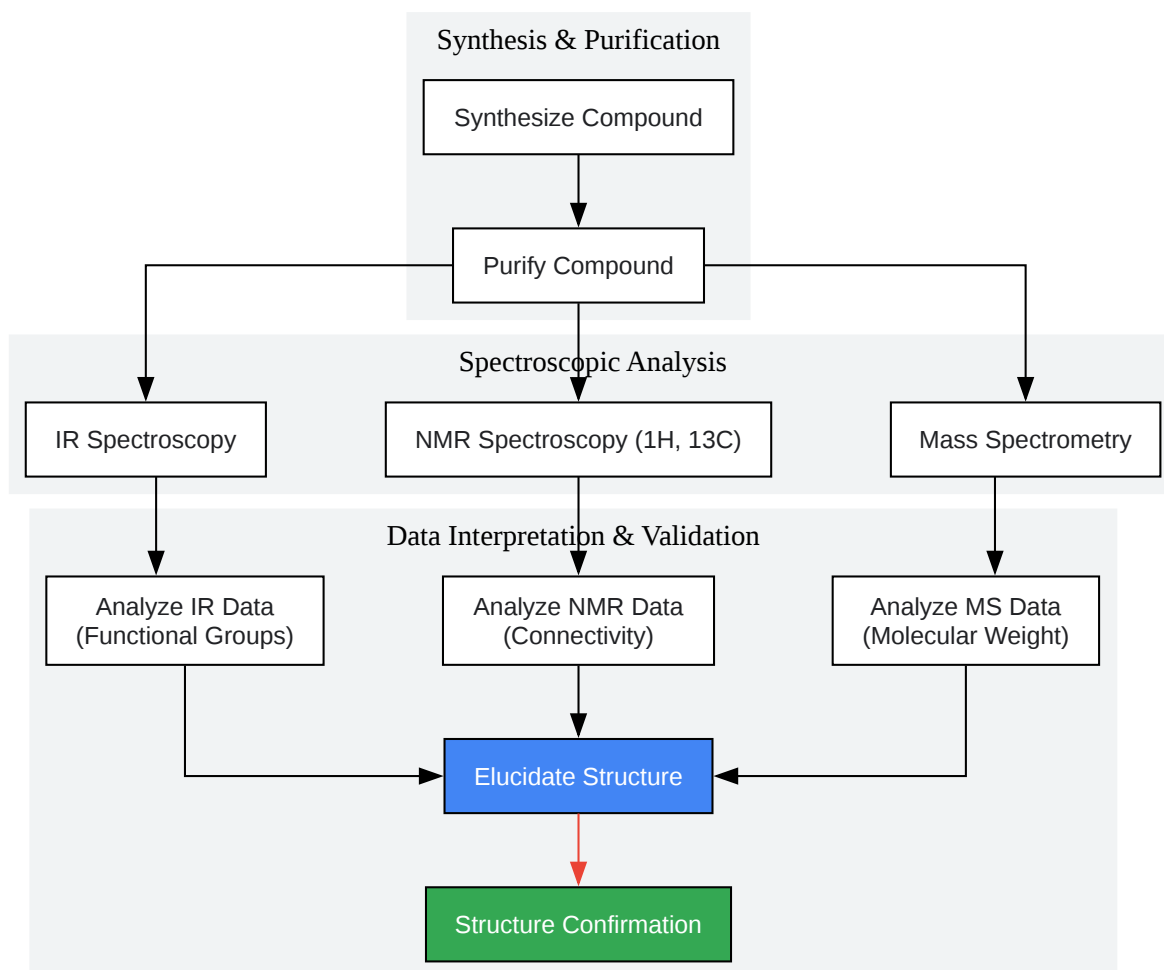 Synthesis & Purification
Synthesize Compound
Purify Compound
Spectroscopic Analysis
IR Spectroscopy
NMR Spectroscopy (1H, 13C)
Mass Spectrometry
Data Interpretation & Validation
Analyze IR Data
(Functional Groups)
Analyze NMR Data
(Connectivity)
Analyze MS Data
(Molecular Weight)
Elucidate Structure
Structure Confirmation